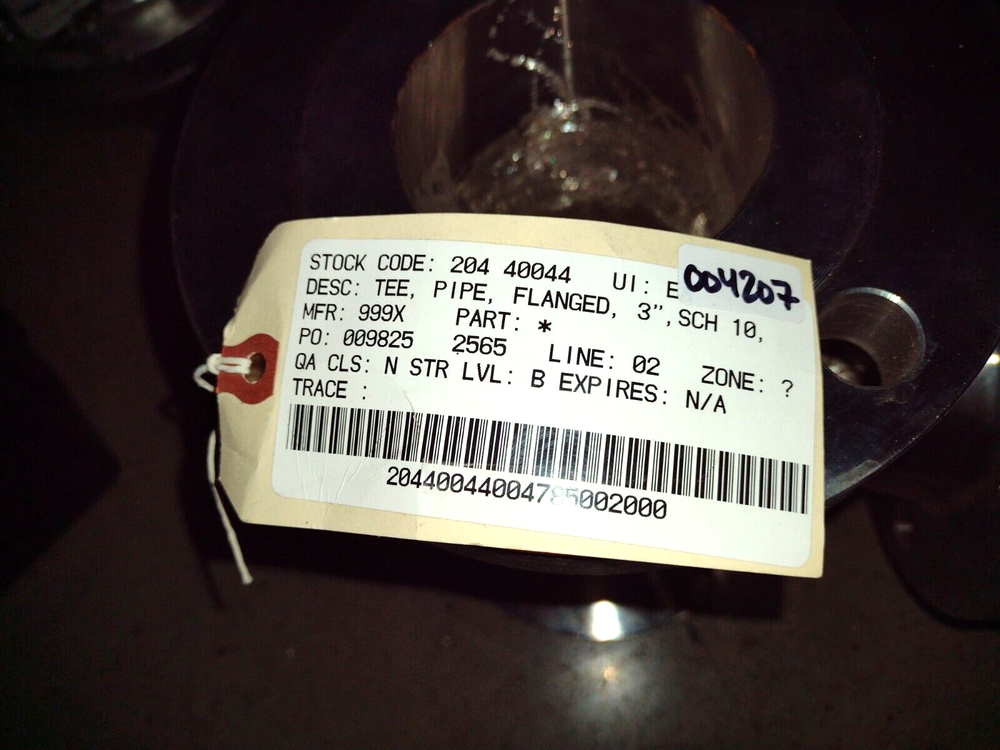 STOCK CODE: 204 40044 UI: E
004207
DESC: TEE, PIPE, FLANGED, 3", SCH 10,
MFR: 999X PART: *
PO: 009825 2565 LINE: 02 ZONE: ?
QA CLS: N STR LVL: B EXPIRES: N/A
TRACE :